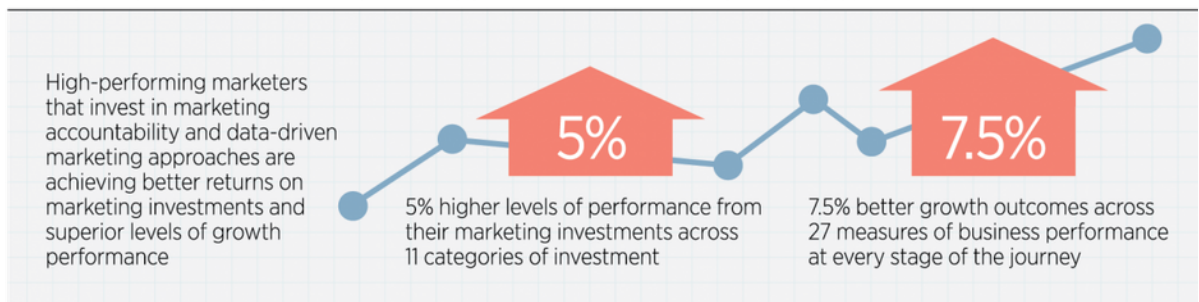 High-performing marketers
that invest in marketing
accountability and data-driven
marketing approaches are
achieving better returns on
marketing investments and
superior levels of growth
performance
5%
5% higher levels of performance from
their marketing investments across
11 categories of investment
7.5%
7.5% better growth outcomes across
27 measures of business performance
at every stage of the journey